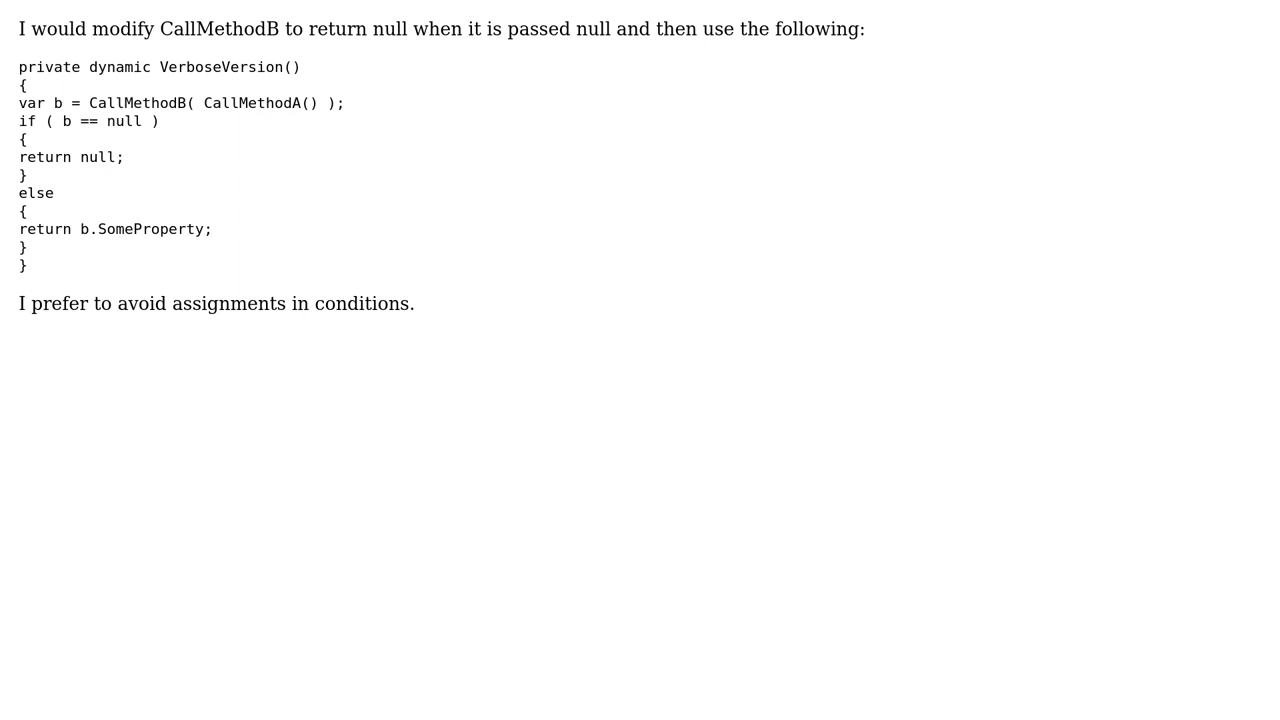 I would modify CallMethodB to return null when it is passed null and then use the following:
private dynamic VerboseVersion()
{
var b = CallMethodB( CallMethodA() );
if ( b == null )
{
return null;
}
else
{
return b.SomeProperty;
}
}
I prefer to avoid assignments in conditions.